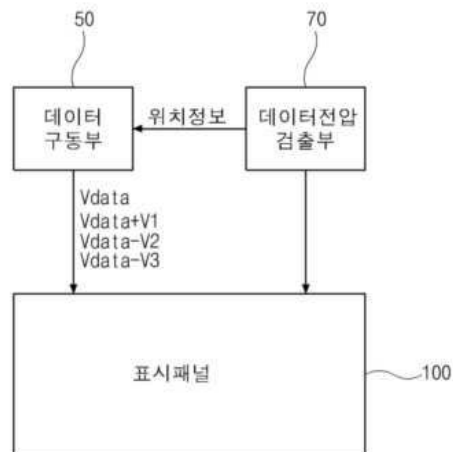 50
70
데이터
구동부
위치정보
데이터전압
검출부
Vdata
Vdata+V1
Vdata-V2
Vdata-V3
표시패널
100